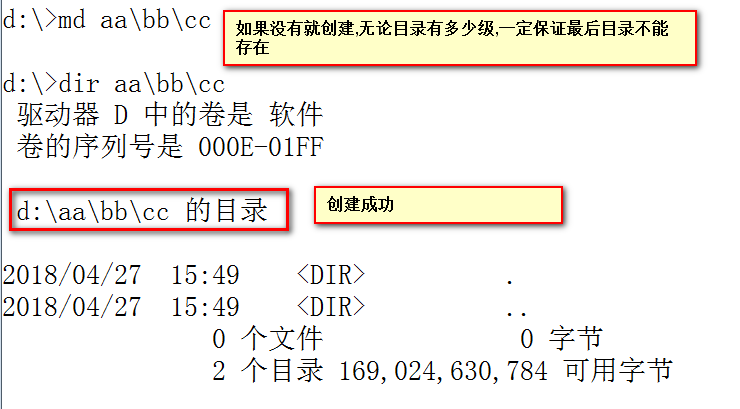 d:\>md aa\bb\cc
如果没有就创建,无论目录有多少级,一定保证最后目录不能
存在
d:\>dir aa\bb\cc
驱动器 D 中的卷是 软件
卷的序列号是 000E-01FF
d:\aa\bb\cc 的目录
创建成功
2018/04/27 15:49 <DIR> .
2018/04/27 15:49 <DIR> ..
0 个文件 0 字节
2 个目录 169,024,630,784 可用字节